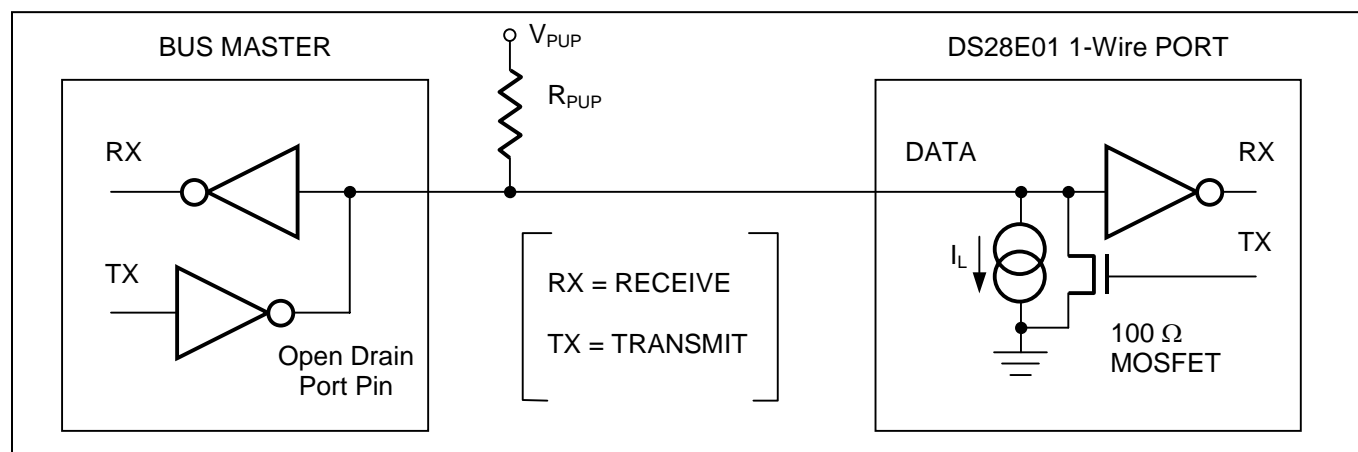 BUS MASTER
V_PUP
DS28E01 1-Wire PORT
R_PUP
RX
DATA
RX
TX
TX
I_L
RX = RECEIVE
TX = TRANSMIT
Open Drain
Port Pin
100 Ω
MOSFET